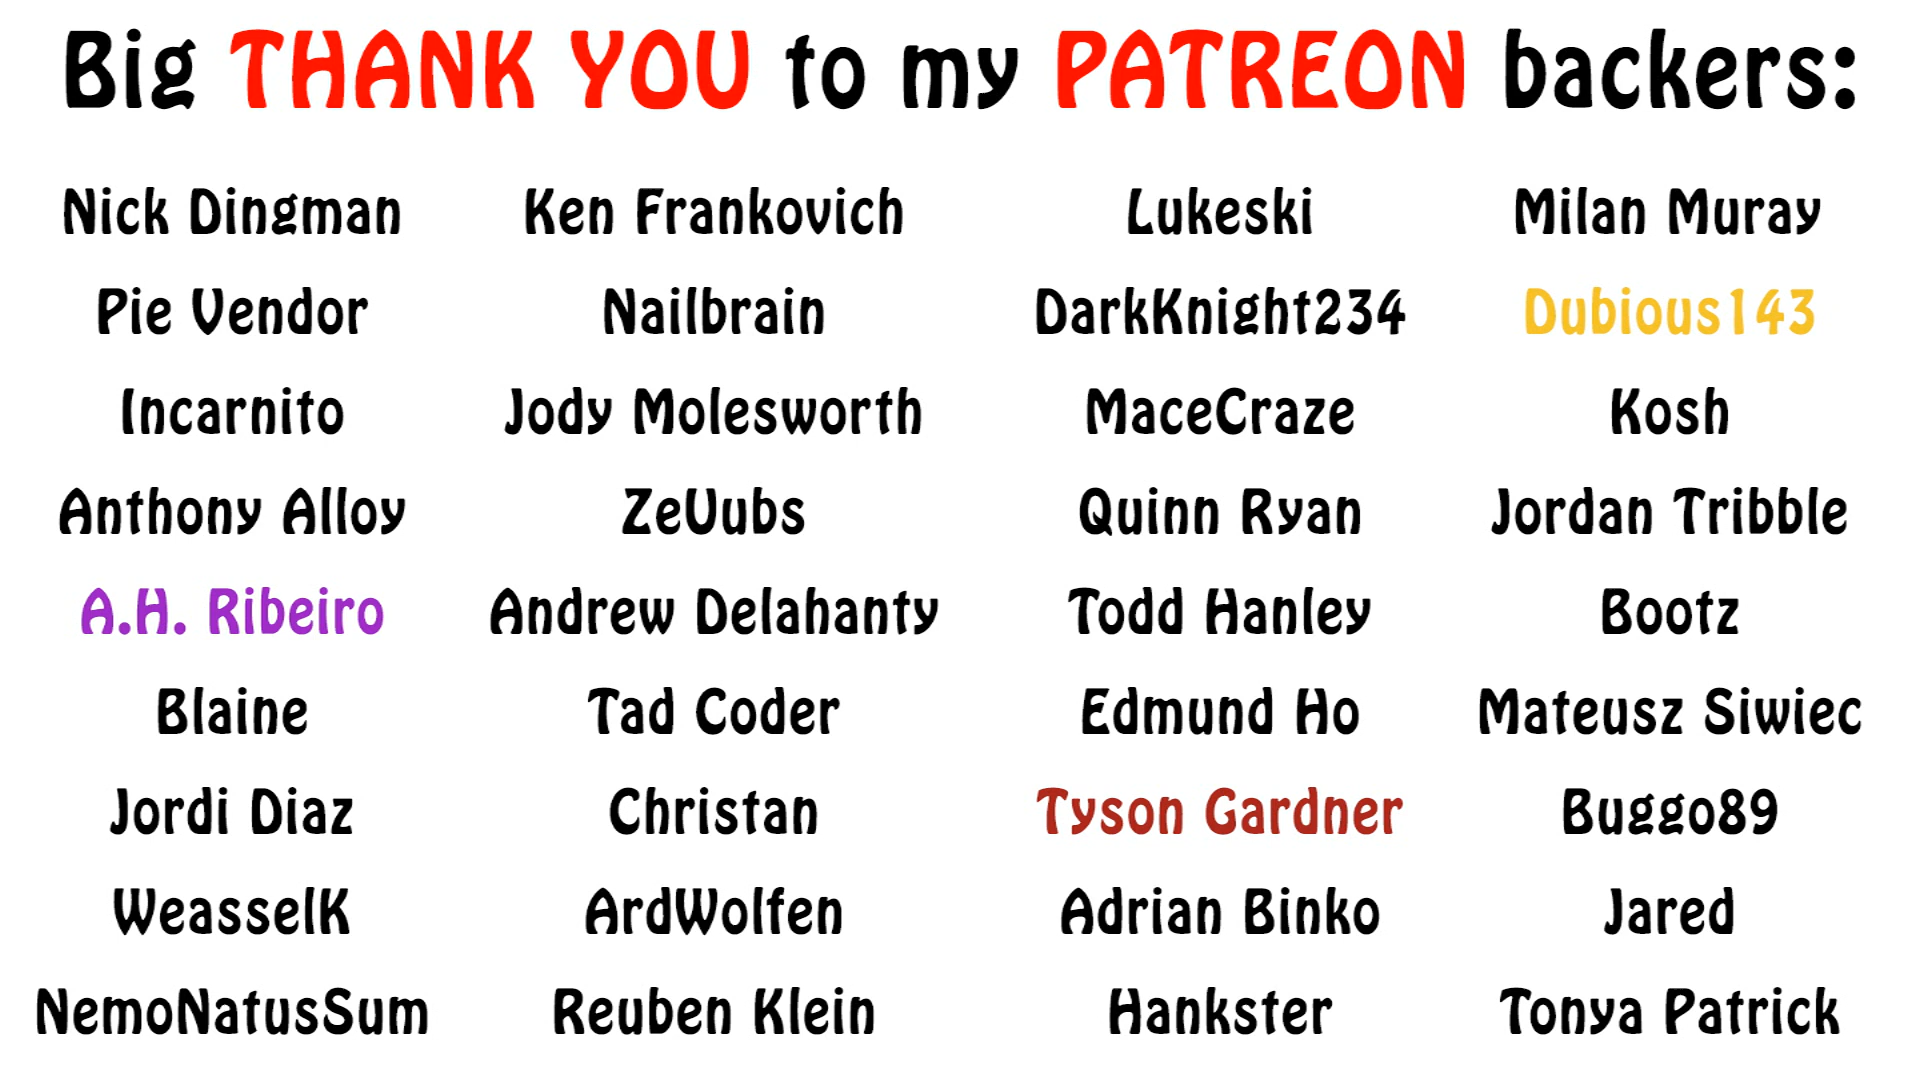 Big THANK YOU to my PATREON backers:
Nick Dingman Ken Frankovich Lukeski Milan Muray
Pie Vendor Nailbrain DarkKnight234 Dubious143
Incarnito Jody Molesworth MaceCraze Kosh
Anthony Alloy ZeUubs Quinn Ryan Jordan Tribble
A.H. Ribeiro Andrew Delahanty Todd Hanley Bootz
Blaine Tad Coder Edmund Ho Mateusz Siwiec
Jordi Diaz Christan Tyson Gardner Buggo89
WeasselK ArdWolfen Adrian Binko Jared
NemoNatusSum Reuben Klein Hankster Tonya Patrick